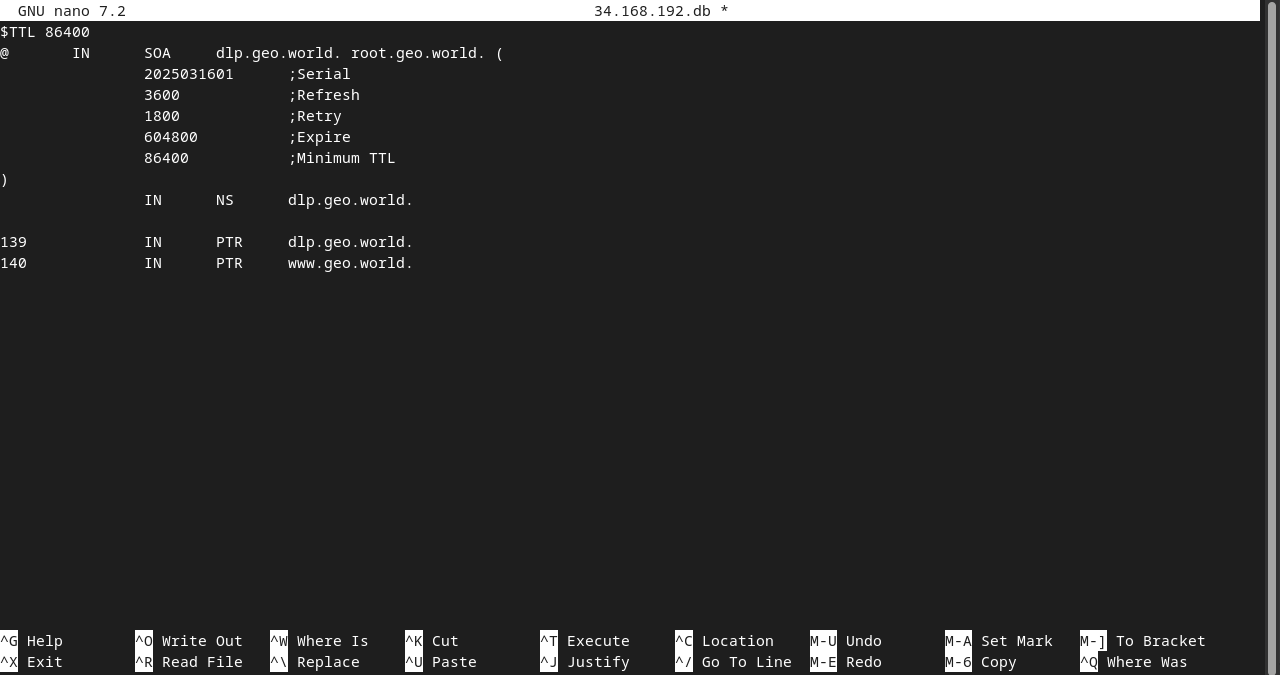 GNU nano 7.2 34.168.192.db *
$TTL 86400
@ IN SOA dlp.geo.world. root.geo.world. (
2025031601 ;Serial
3600 ;Refresh
1800 ;Retry
604800 ;Expire
86400 ;Minimum TTL
)
IN NS dlp.geo.world.
139 IN PTR dlp.geo.world.
140 IN PTR www.geo.world.
^G Help ^O Write Out ^W Where Is ^K Cut ^T Execute ^C Location M-U Undo M-A Set Mark M-] To Bracket
^X Exit ^R Read File ^\ Replace ^U Paste ^J Justify ^/ Go To Line M-E Redo M-6 Copy ^Q Where Was